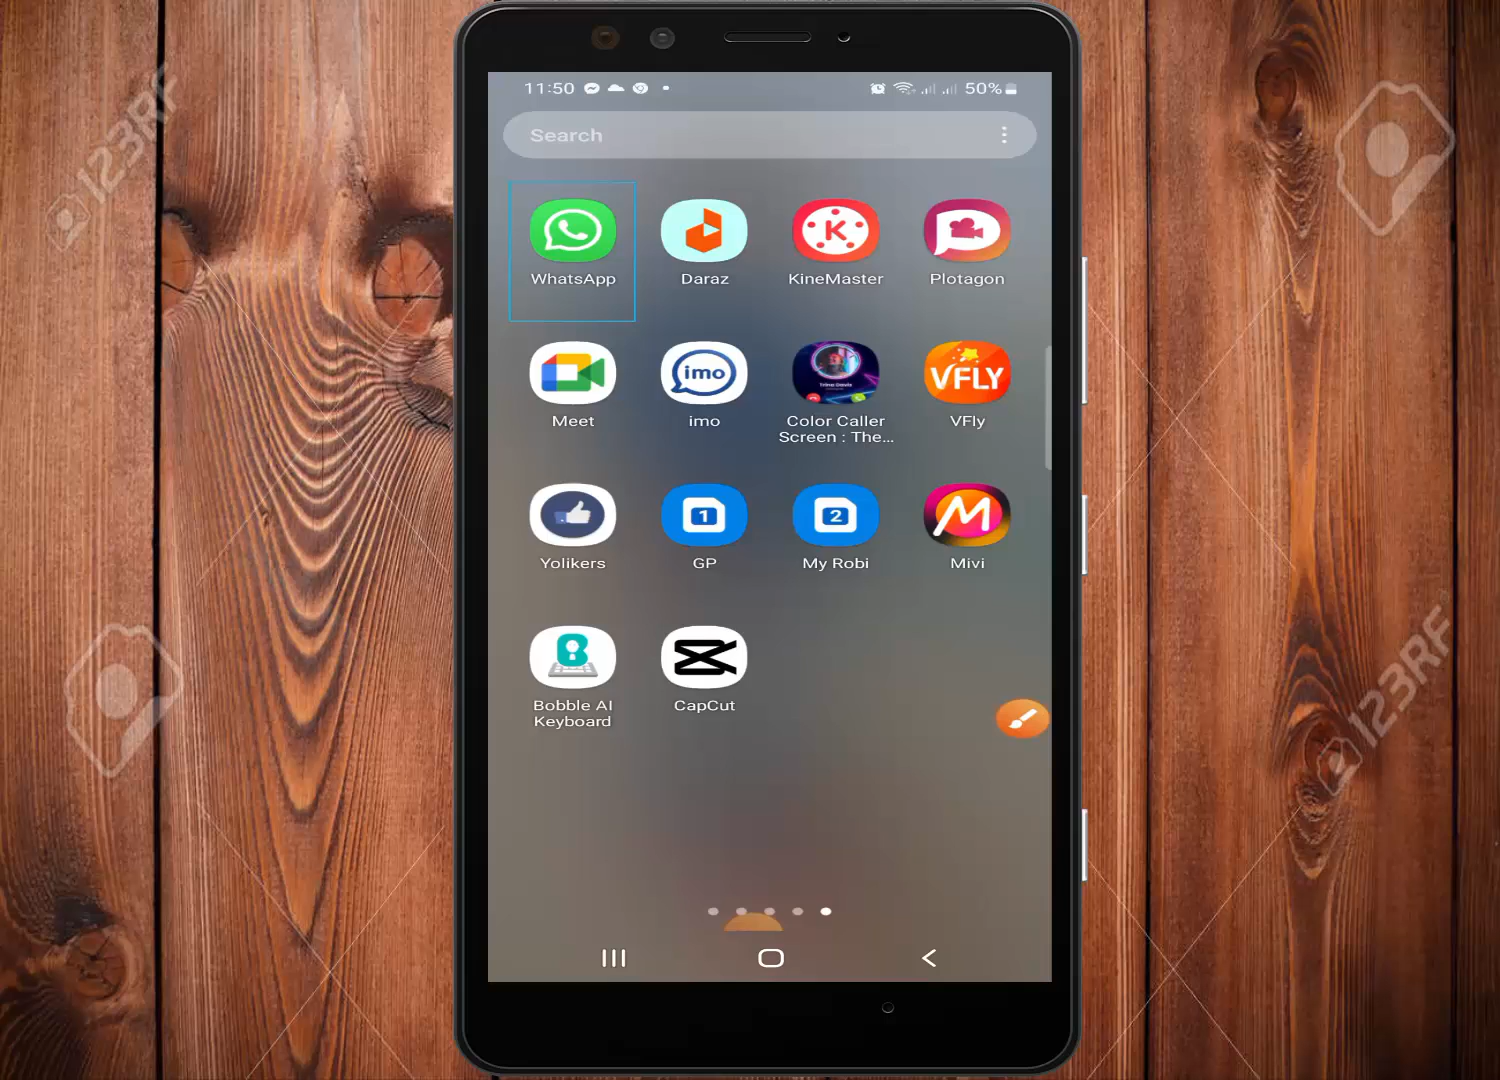 123RF
11:50
50%
Search
WhatsApp
Daraz
KineMaster
Plotagon
imo
VFLY
Meet
imo
Color Caller
Screen : The...
VFly
1
2
Yolikers
GP
My Robi
Mivi
Bobble AI
Keyboard
CapCut
123RF